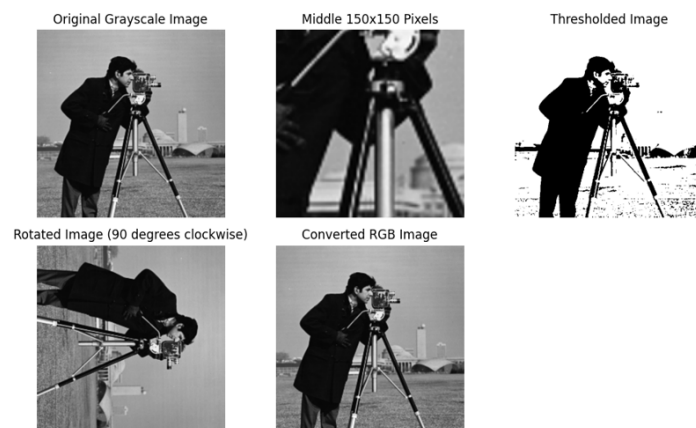 Original Grayscale Image
Middle 150x150 Pixels
Thresholded Image
Rotated Image (90 degrees clockwise)
Converted RGB Image